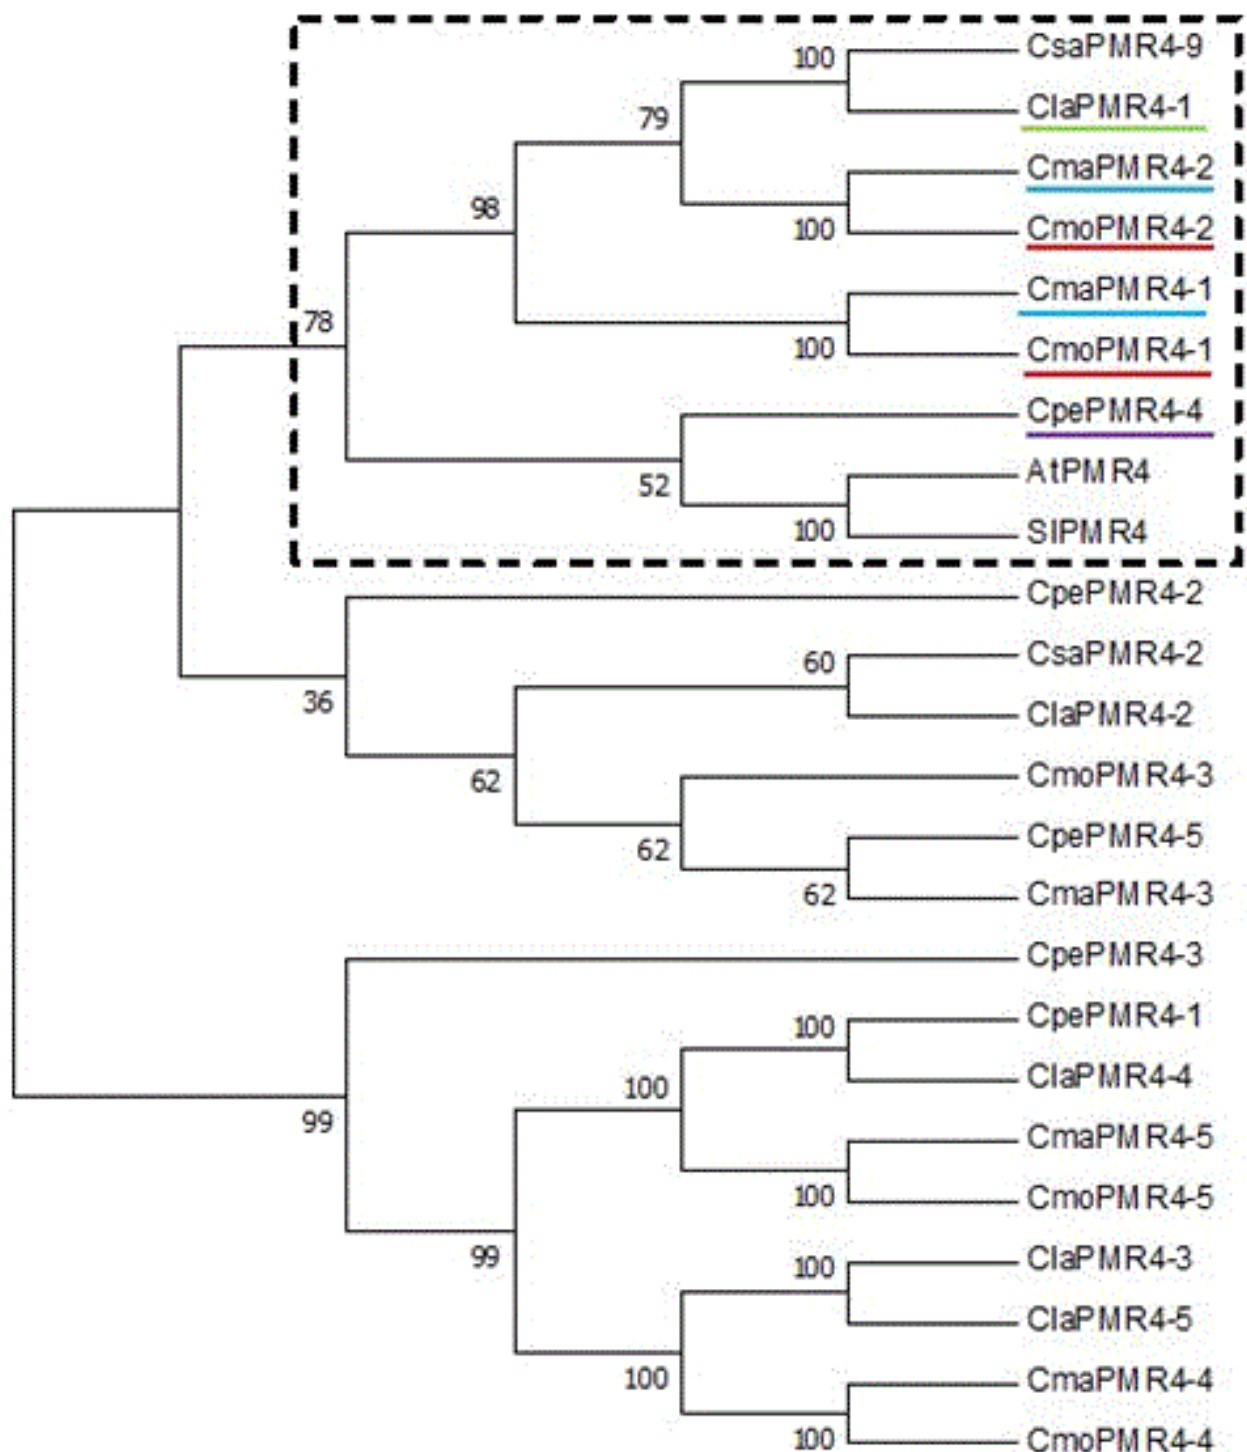 CsaPMR4-9
100
ClaPMR4-1
79
CmaPMR4-2
98
CmoPMR4-2
100
CmaPMR4-1
78
CmoPMR4-1
100
CpePMR4-4
AtPMR4
52
SlPMR4
100
CpePMR4-2
CsaPMR4-2
60
36
ClaPMR4-2
CmoPMR4-3
62
CpePMR4-5
62
CmaPMR4-3
62
CpePMR4-3
CpePMR4-1
100
ClaPMR4-4
100
99
CmaPMR4-5
CmoPMR4-5
100
ClaPMR4-3
99
100
ClaPMR4-5
CmaPMR4-4
100
CmoPMR4-4
100